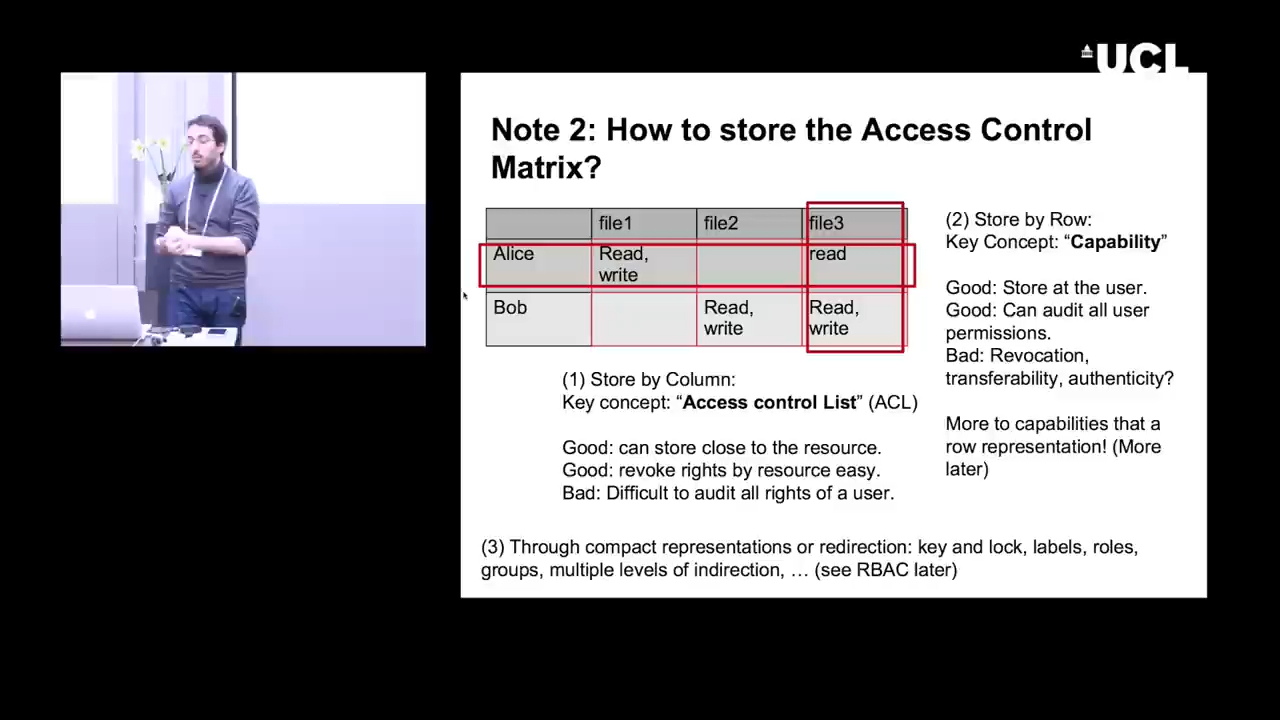 UCL
Note 2: How to store the Access Control
Matrix?
file1 file2 file3
Alice Read, write read
Bob Read, write Read, write
(1) Store by Column:
Key concept: “Access control List” (ACL)
Good: can store close to the resource.
Good: revoke rights by resource easy.
Bad: Difficult to audit all rights of a user.
(2) Store by Row:
Key Concept: “Capability”
Good: Store at the user.
Good: Can audit all user
permissions.
Bad: Revocation,
transferability, authenticity?
More to capabilities that a
row representation! (More
later)
(3) Through compact representations or redirection: key and lock, labels, roles,
groups, multiple levels of indirection, … (see RBAC later)